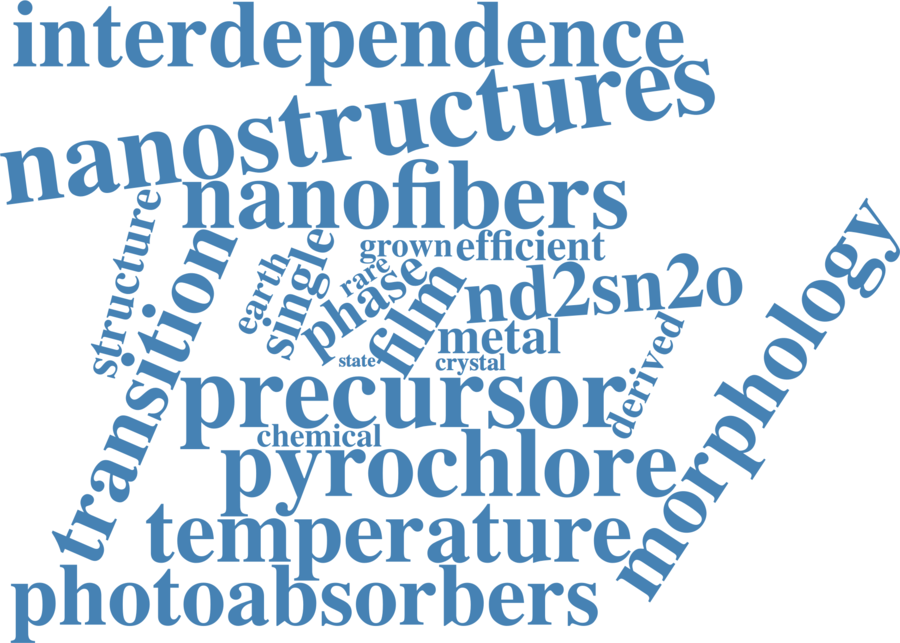 interdependence
nanostructures
nanofibers
structure
transition
earth
single
rare
phase
grown
efficient
film
nd2sn2o
morphology
metal
state
crystal
derived
precursor
chemical
pyrochlore
temperature
photoabsorbers